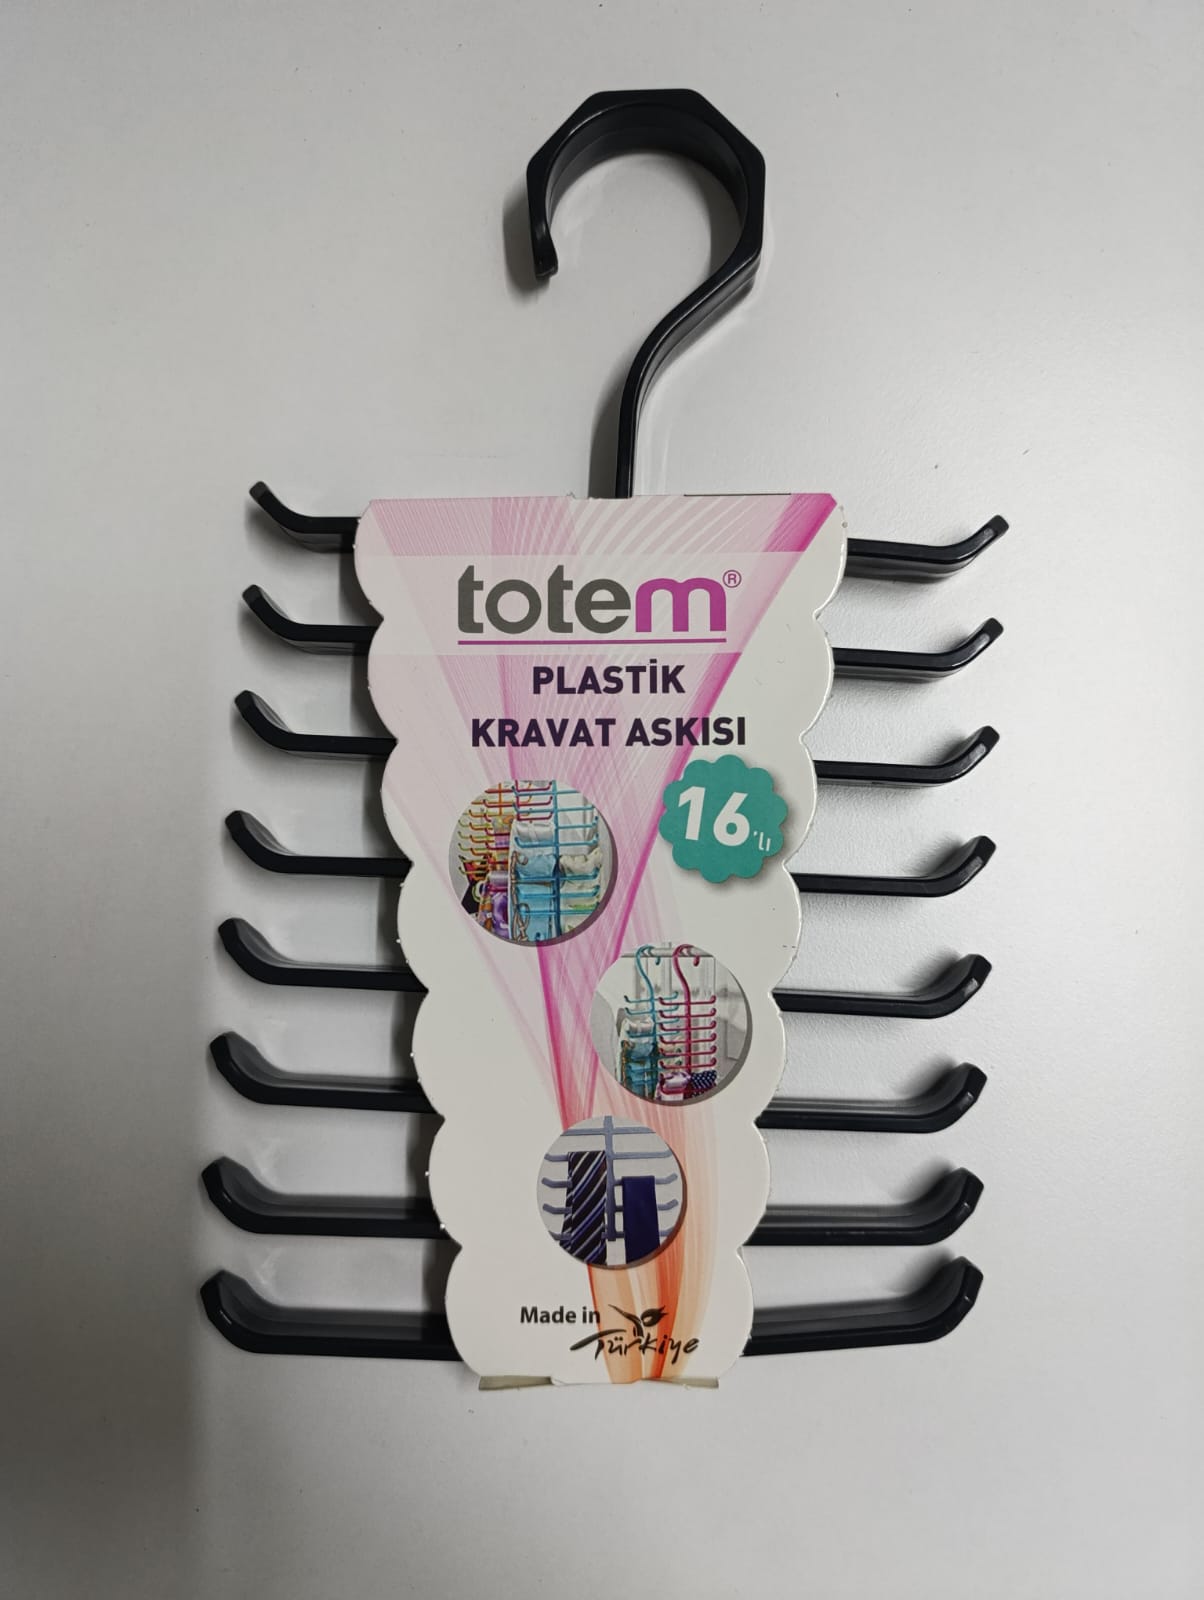 totem®
PLASTİK
KRAVAT ASKISI
16'lı
Made in
Türkiye